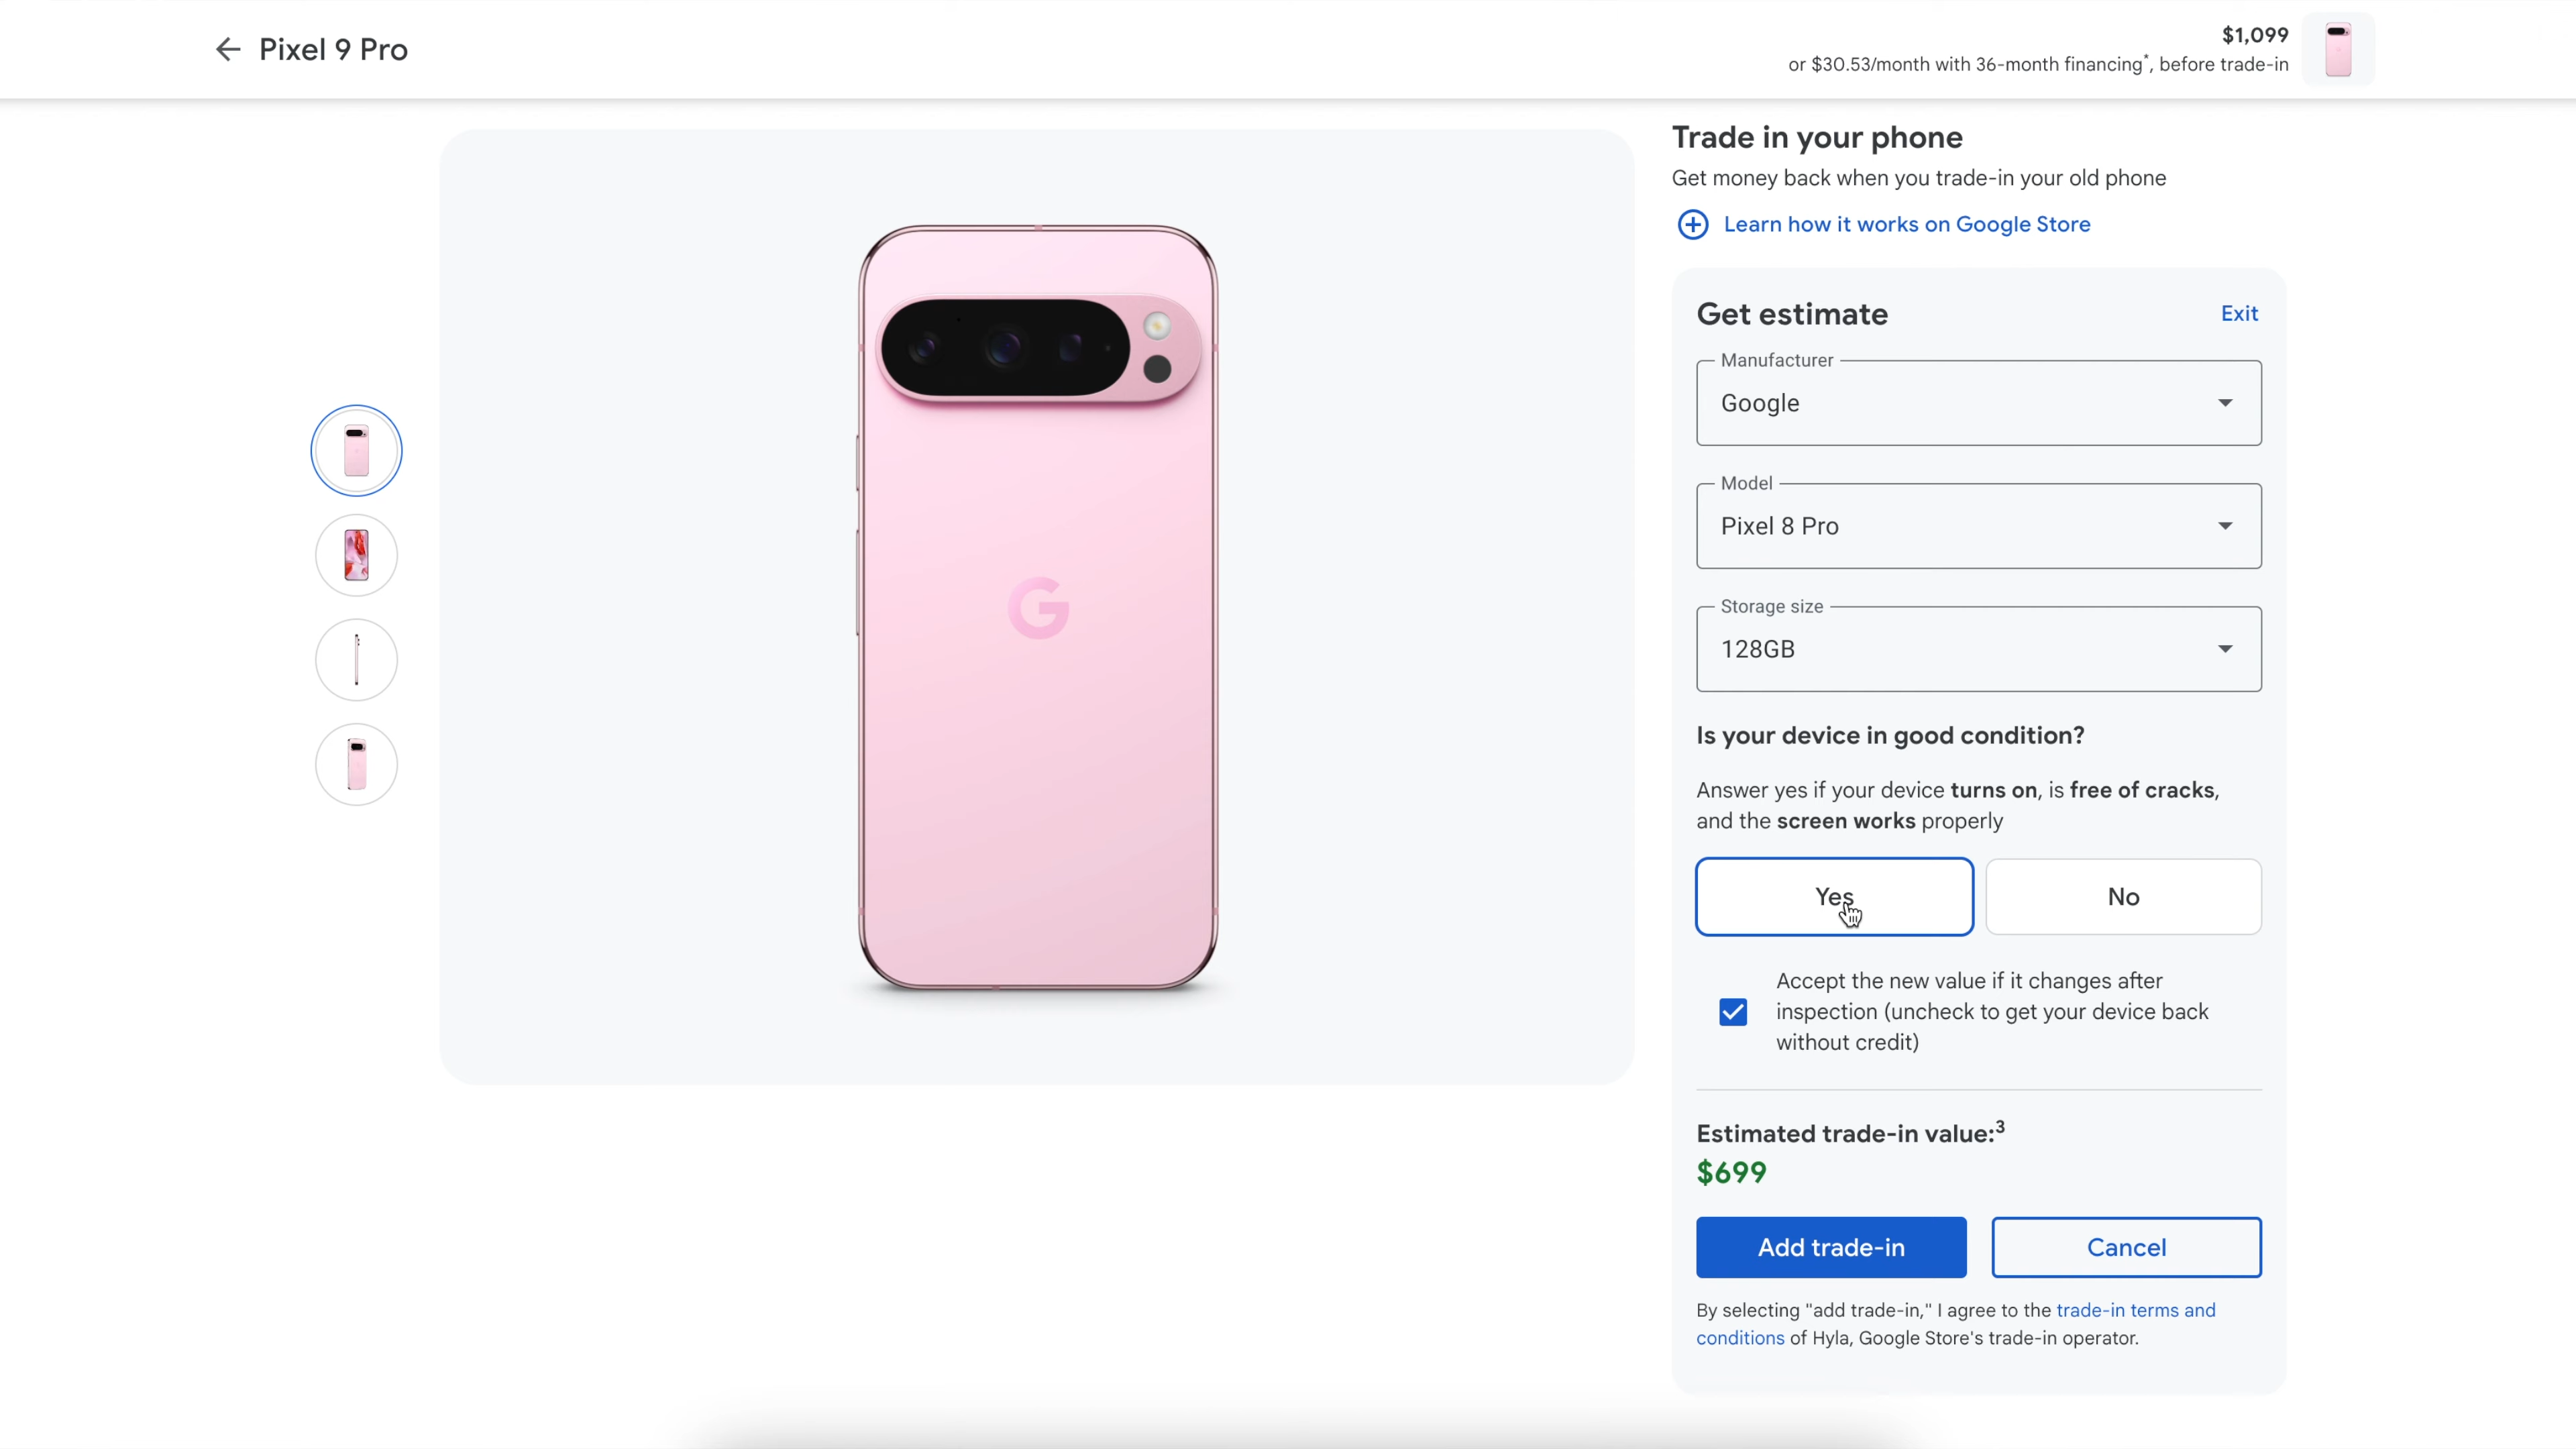 Pixel 9 Pro
$1,099
or $30.53/month with 36-month financing*, before trade-in
Trade in your phone
Get money back when you trade-in your old phone
Learn how it works on Google Store
Get estimate
Exit
Manufacturer
Google
Model
Pixel 8 Pro
Storage size
128GB
Is your device in good condition?
Answer yes if your device turns on, is free of cracks,
and the screen works properly
Yes
No
Accept the new value if it changes after
inspection (uncheck to get your device back
without credit)
Estimated trade-in value:3
$699
Add trade-in
Cancel
By selecting "add trade-in," I agree to the trade-in terms and
conditions of Hyla, Google Store's trade-in operator.